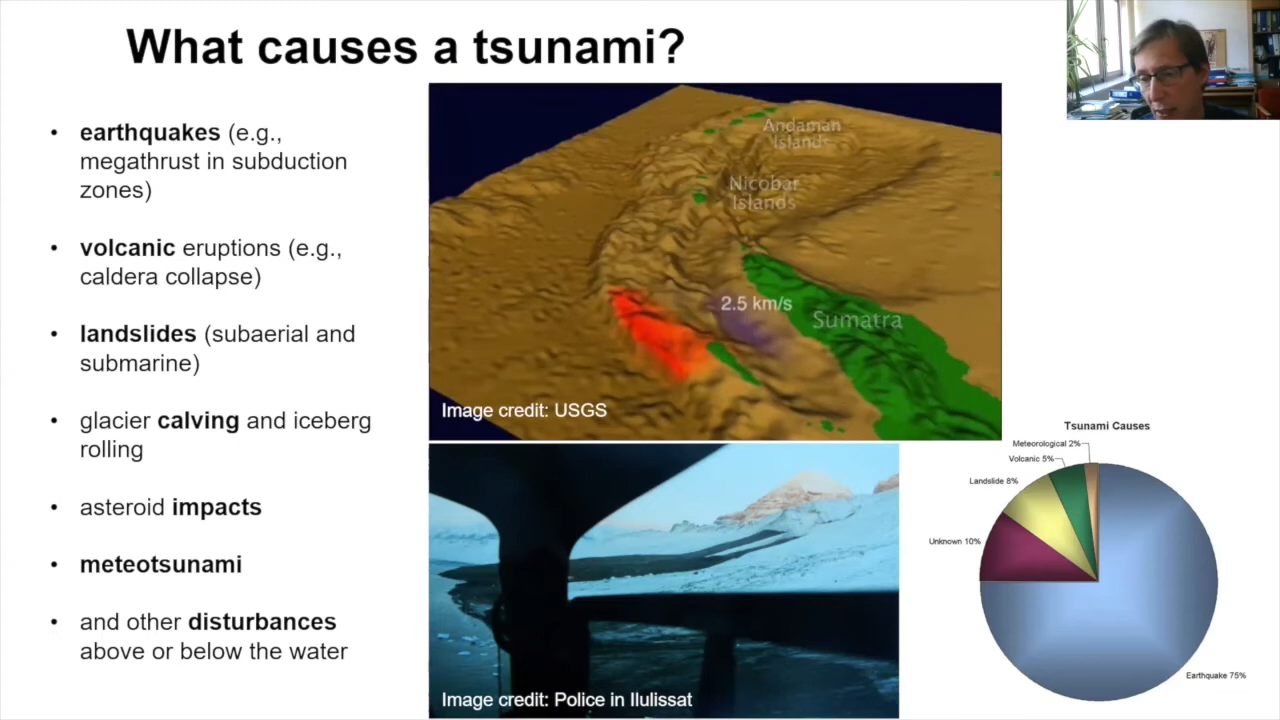 What causes a tsunami?
• earthquakes (e.g.,
megathrust in subduction
zones)
• volcanic eruptions (e.g.,
caldera collapse)
• landslides (subaerial and
submarine)
• glacier calving and iceberg
rolling
• asteroid impacts
• meteotsunami
• and other disturbances
above or below the water
Andaman
Islands
Nicobar
Islands
2.5 km/s
Sumatra
Image credit: USGS
Image credit: Police in Ilulissat
Tsunami Causes
Meteorological 2%
Volcanic 5%
Landslide 8%
Unknown 10%
Earthquake 75%